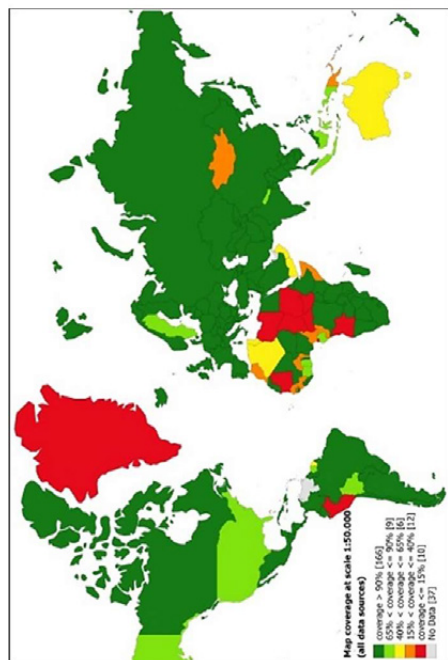 Map coverage at scale 1:50.000
(all data sources)
coverage > 90% [166]
65% < coverage <= 90% [9]
40% < coverage <= 65% [6]
15% < coverage <= 40% [12]
coverage <= 15% [10]
No Data [37]